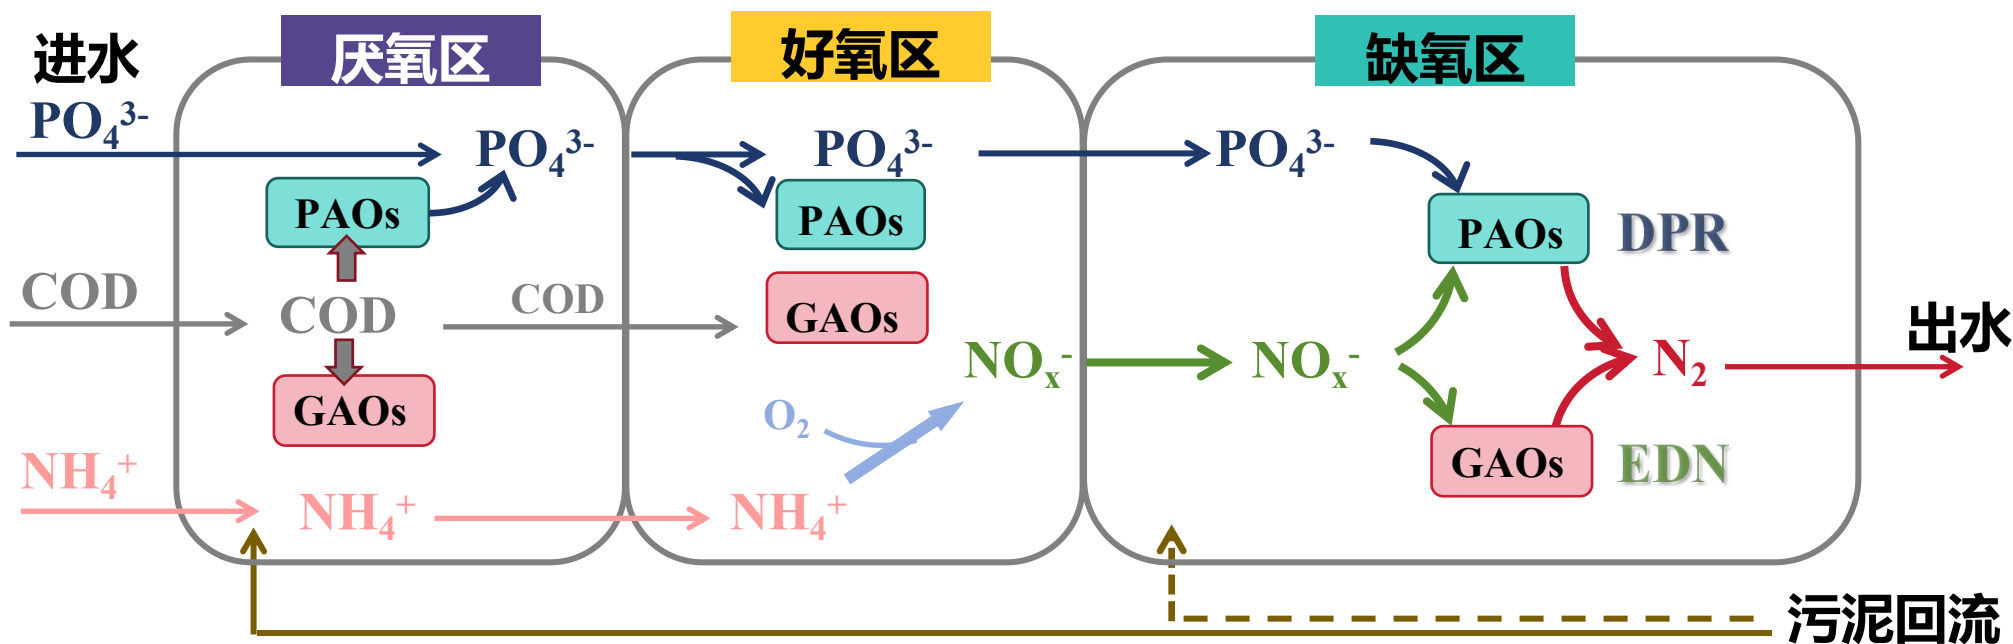 厌氧区
好氧区
缺氧区
进水
PO₄³⁻
PO₄³⁻
PO₄³⁻
PO₄³⁻
PAOs
PAOs
PAOs
DPR
COD
COD
COD
GAOs
NOₓ⁻
NOₓ⁻
N₂
出水
GAOs
O₂
GAOs
EDN
NH₄⁺
NH₄⁺
NH₄⁺
污泥回流